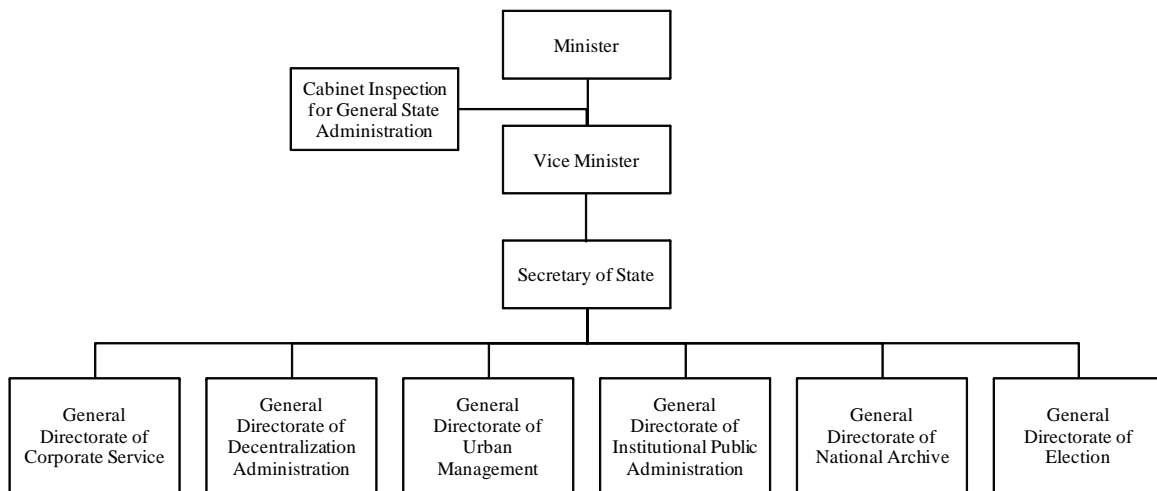 Minister
Cabinet Inspection
for General State
Administration
Vice Minister
Secretary of State
General
Directorate of
Corporate Service
General
Directorate of
Decentralization
Administration
General
Directorate of
Urban
Management
General
Directorate of
Institutional Public
Administration
General
Directorate of
National Archive
General
Directorate of
Election